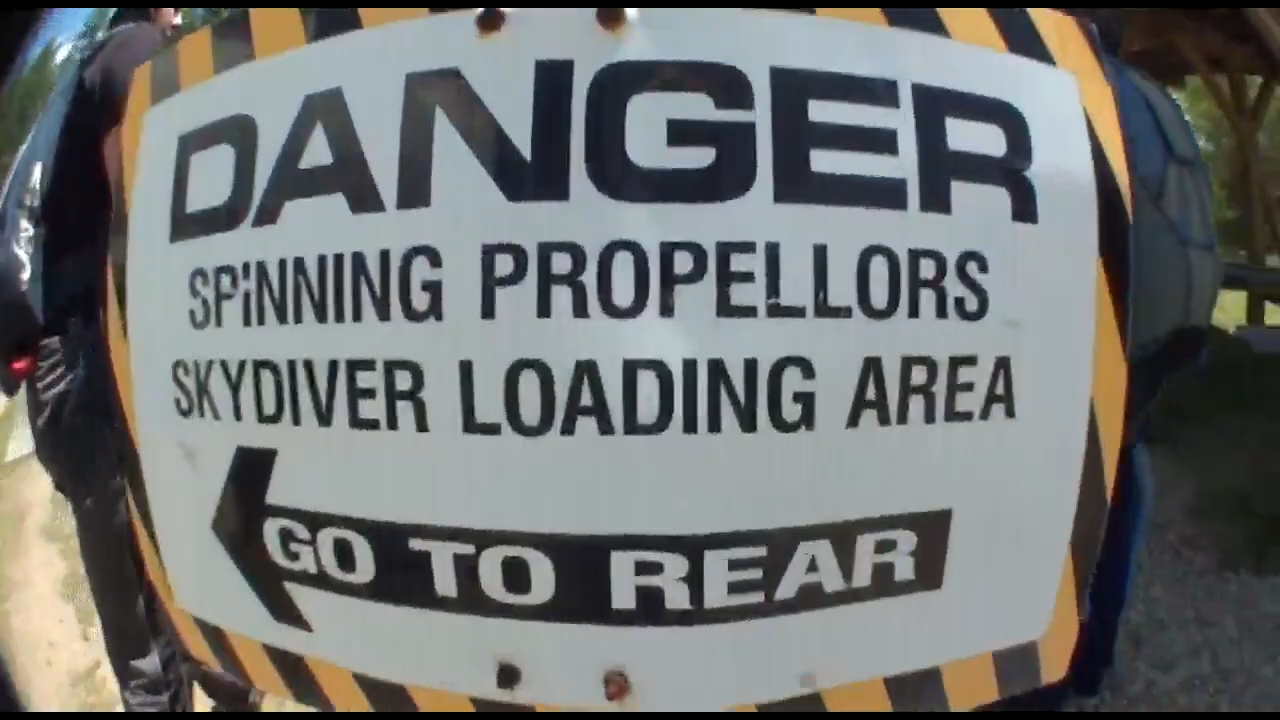 DANGER
SPiNNING PROPELLORS
SKYDIVER LOADING AREA
GO TO REAR